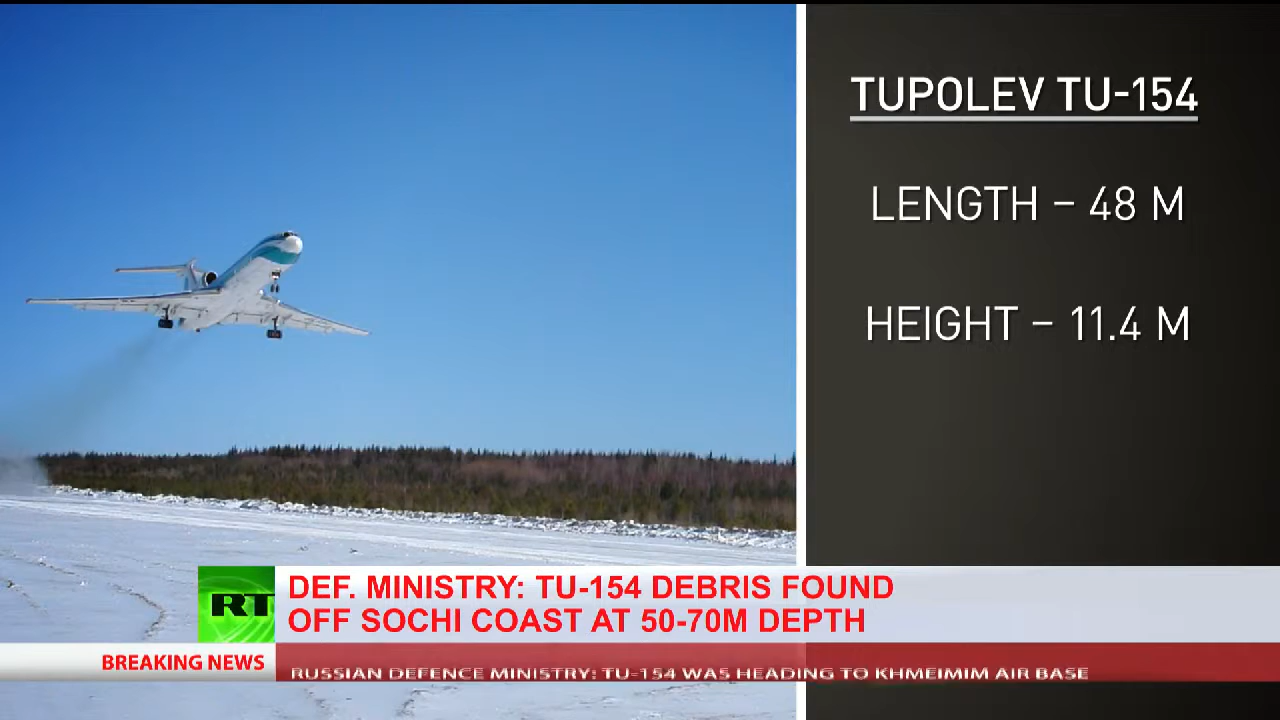 TUPOLEV TU-154
LENGTH – 48 M
HEIGHT – 11.4 M
RT
DEF. MINISTRY: TU-154 DEBRIS FOUND
OFF SOCHI COAST AT 50-70M DEPTH
BREAKING NEWS
RUSSIAN DEFENCE MINISTRY: TU-154 WAS HEADING TO KHMEIMIM AIR BASE